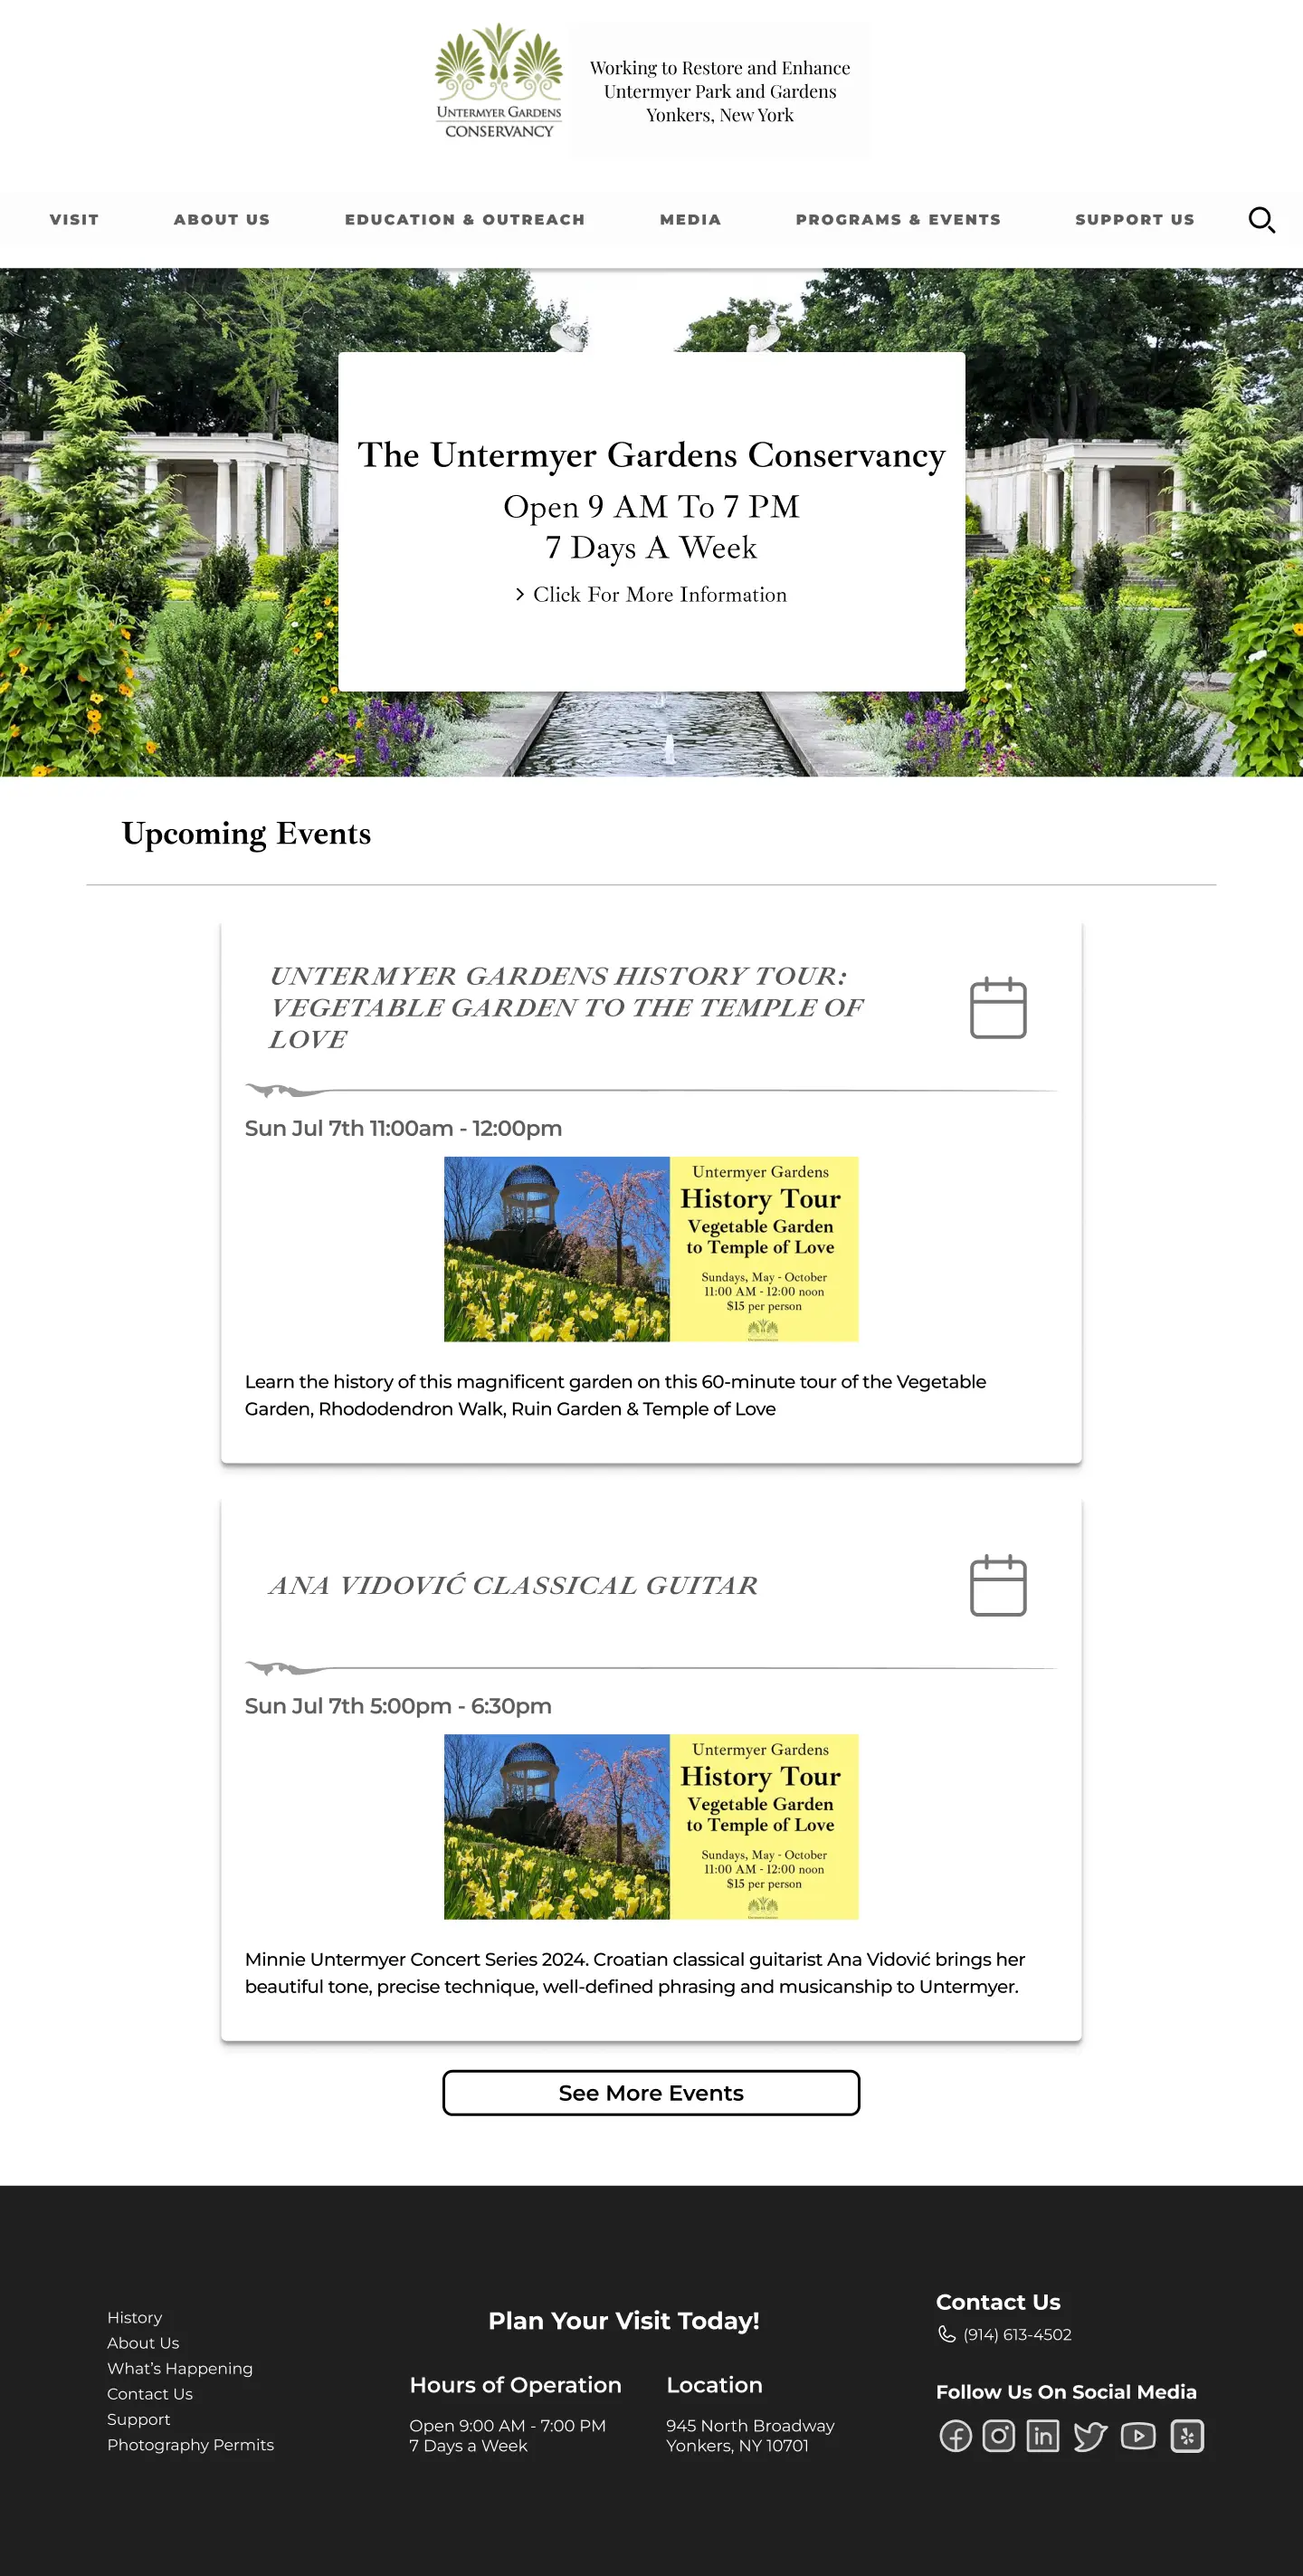 UNTERMYER GARDENS
CONSERVANCY
Working to Restore and Enhance
Untermyer Park and Gardens
Yonkers, New York
VISIT
ABOUT US
EDUCATION & OUTREACH
MEDIA
PROGRAMS & EVENTS
SUPPORT US
The Untermyer Gardens Conservancy
Open 9 AM To 7 PM
7 Days A Week
> Click For More Information
Upcoming Events
UNTERMYER GARDENS HISTORY TOUR:
VEGETABLE GARDEN TO THE TEMPLE OF
LOVE
Sun Jul 7th 11:00am - 12:00pm
Untermyer Gardens
History Tour
Vegetable Garden
to Temple of Love
Sundays, May - October
11:00 AM - 12:00 noon
$15 per person
Learn the history of this magnificent garden on this 60-minute tour of the Vegetable
Garden, Rhododendron Walk, Ruin Garden & Temple of Love
ANA VIDOVIĆ CLASSICAL GUITAR
Sun Jul 7th 5:00pm - 6:30pm
Untermyer Gardens
History Tour
Vegetable Garden
to Temple of Love
Sundays, May - October
11:00 AM - 12:00 noon
$15 per person
Minnie Untermyer Concert Series 2024. Croatian classical guitarist Ana Vidović brings her
beautiful tone, precise technique, well-defined phrasing and musicanship to Untermyer.
See More Events
History
About Us
What's Happening
Contact Us
Support
Photography Permits
Plan Your Visit Today!
Hours of Operation
Open 9:00 AM - 7:00 PM
7 Days a Week
Location
945 North Broadway
Yonkers, NY 10701
Contact Us
(914) 613-4502
Follow Us On Social Media